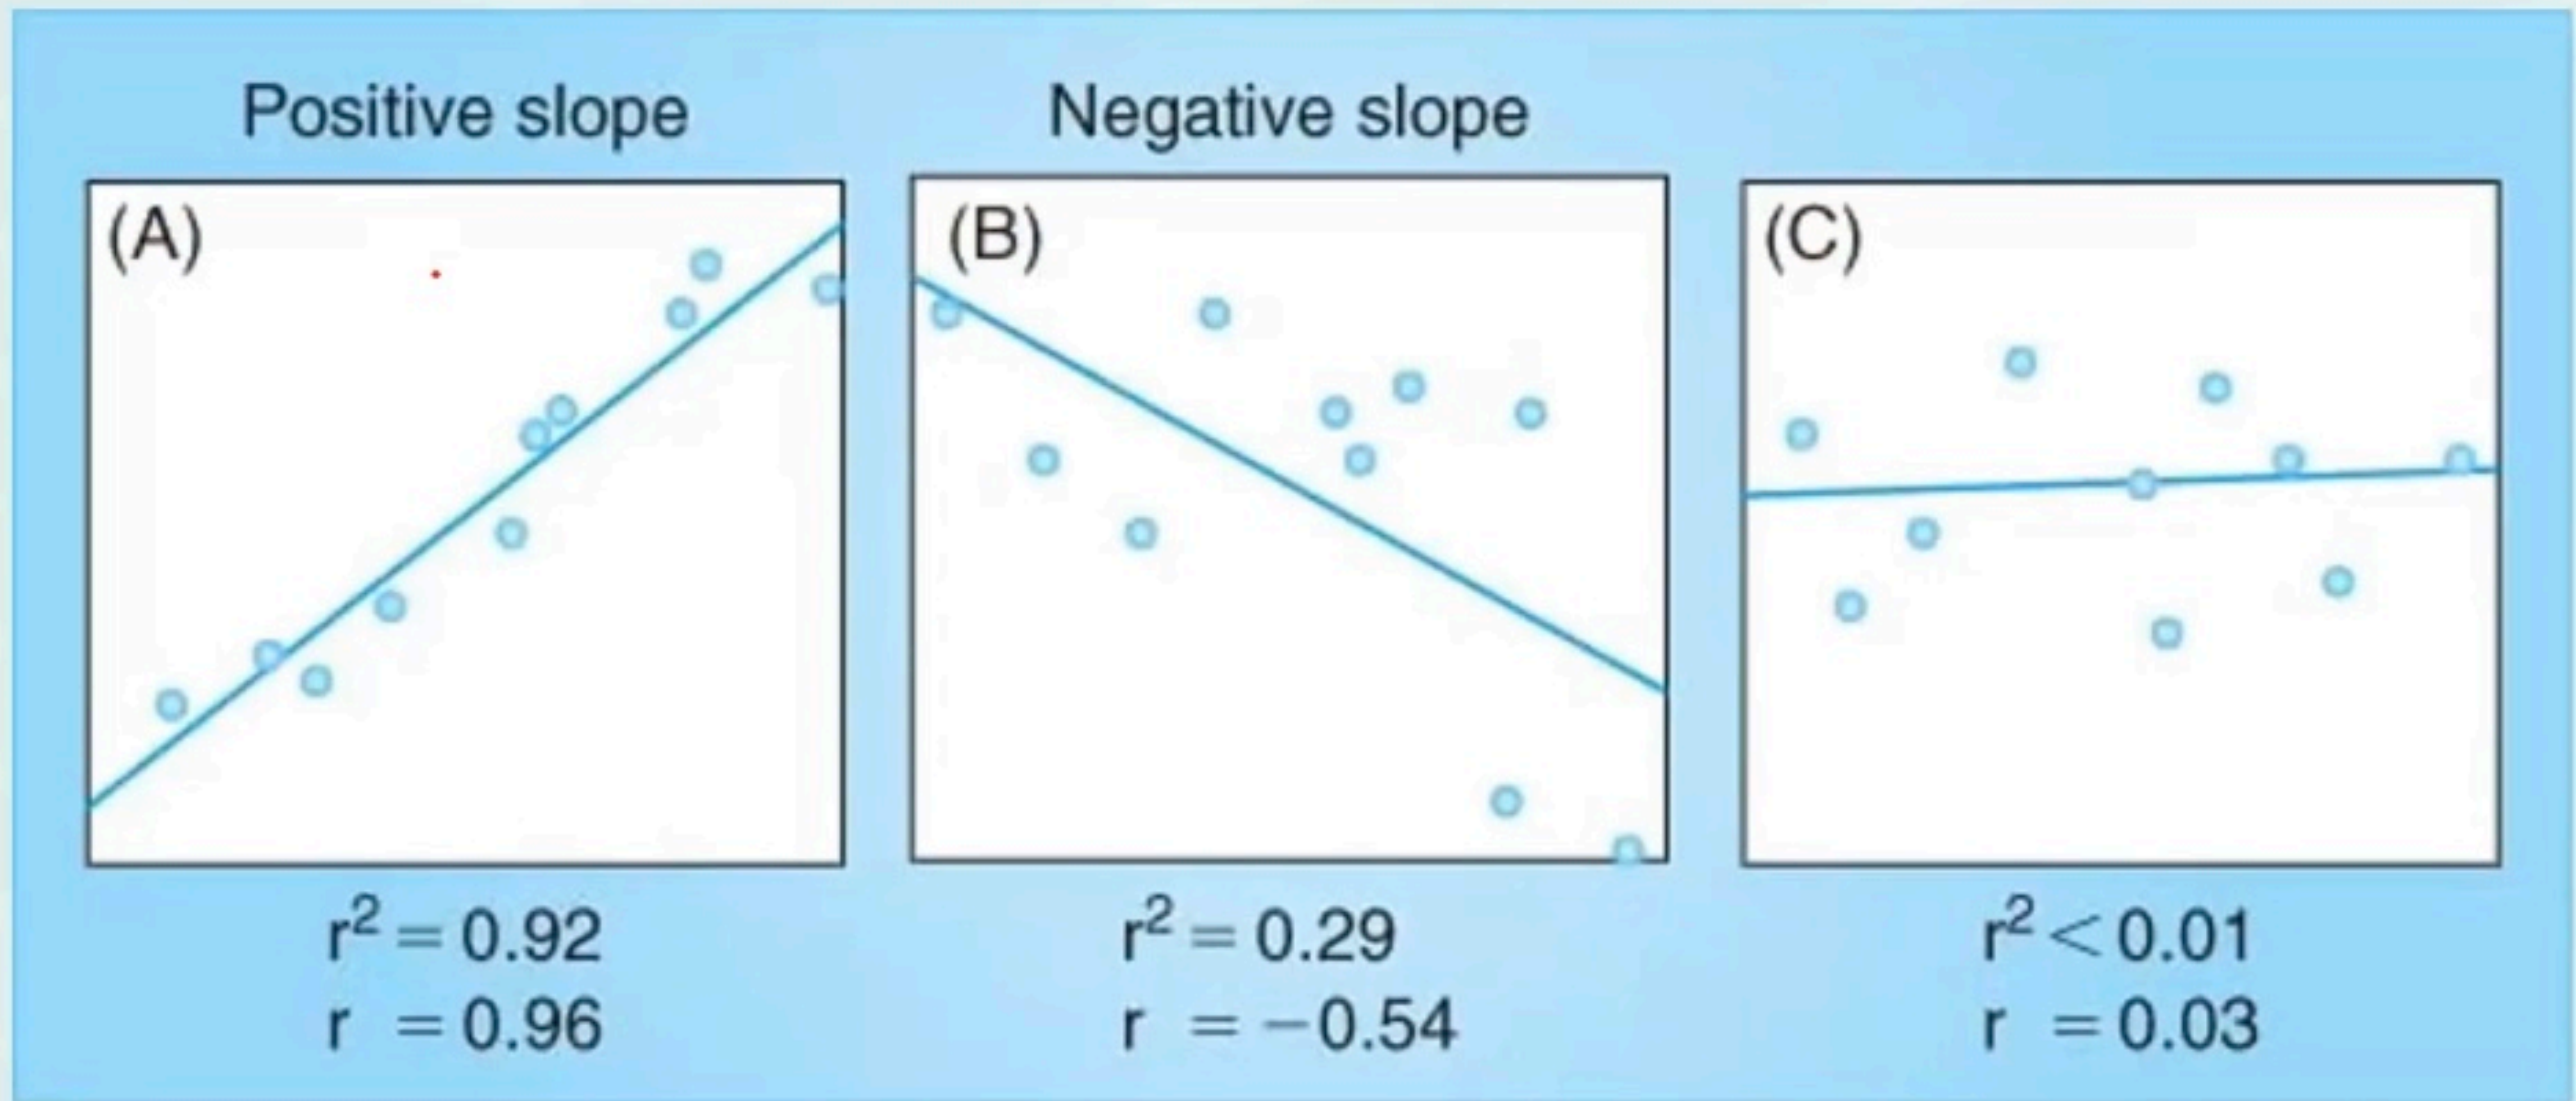 Positive slope
Negative slope
(A)
(B)
(C)
r² = 0.92
r = 0.96
r² = 0.29
r = −0.54
r² < 0.01
r = 0.03